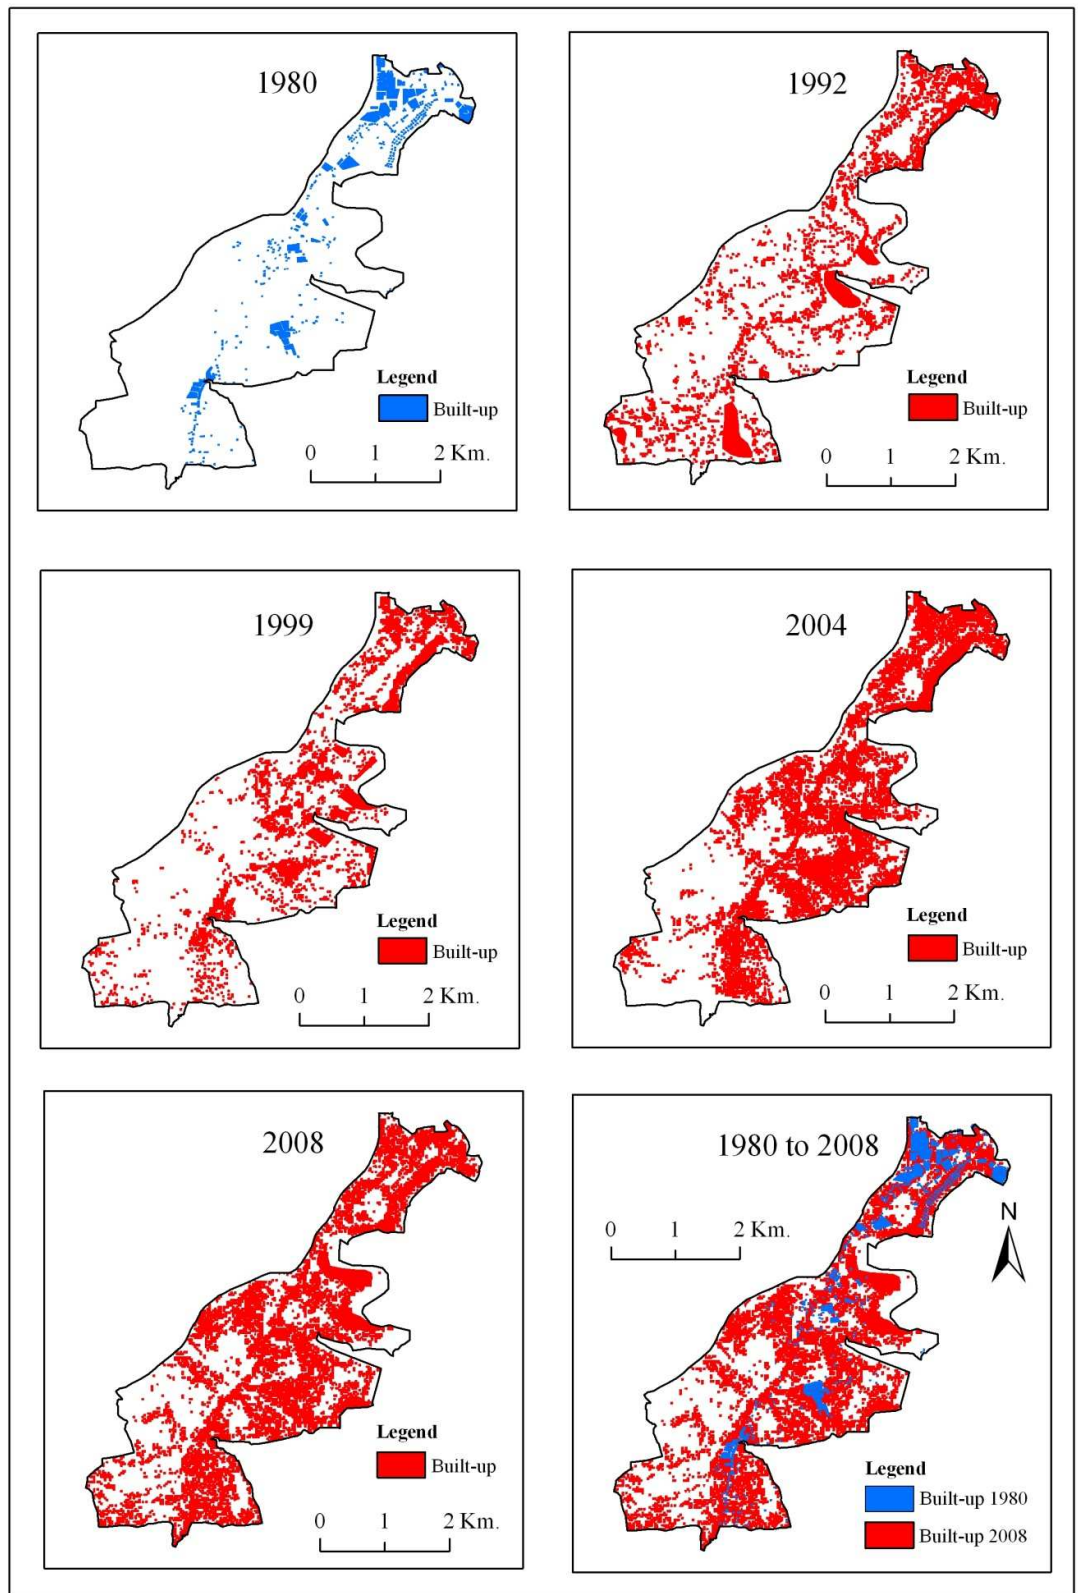 1980
Legend
Built-up
0 1 2 Km.
1992
Legend
Built-up
0 1 2 Km.
1999
Legend
Built-up
0 1 2 Km.
2004
Legend
Built-up
0 1 2 Km.
2008
Legend
Built-up
0 1 2 Km.
1980 to 2008
0 1 2 Km.
N
Legend
Built-up 1980
Built-up 2008